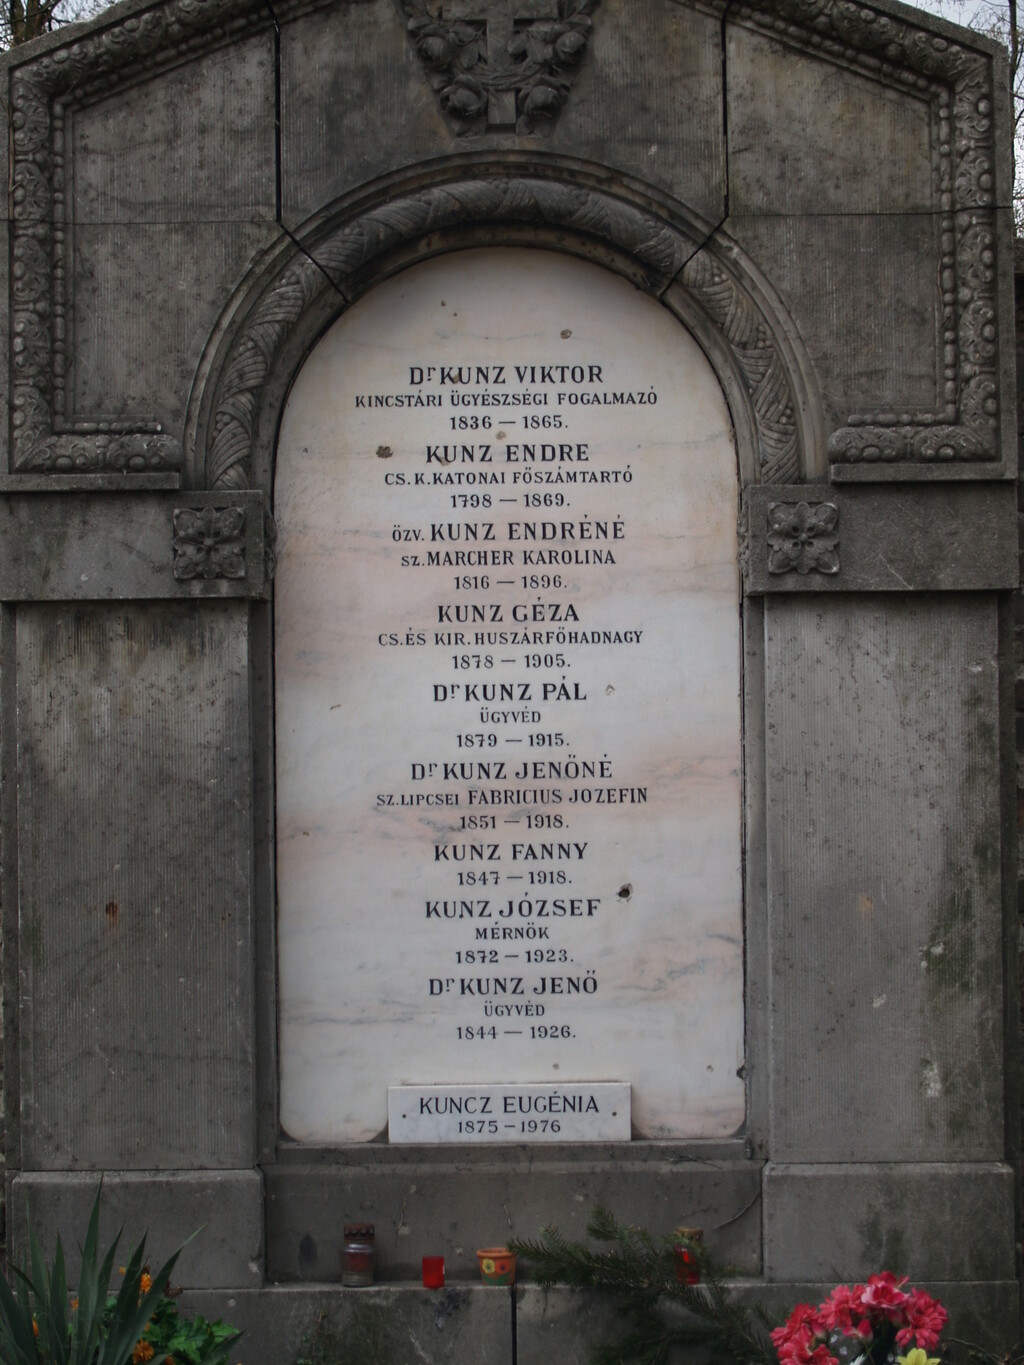 Dr KUNZ VIKTOR
KINCSTÁRI ÜGYÉSZSÉGI FOGALMAZÓ
1836 — 1865.
KUNZ ENDRE
CS.K.KATONAI FŐSZÁMTARTÓ
1798 — 1869.
ÖZV. KUNZ ENDRÉNÉ
SZ.MARCHER KAROLINA
1816 — 1896.
KUNZ GÉZA
CS.ÉS KIR.HUSZÁRFŐHADNAGY
1878 — 1905.
Dr KUNZ PÁL
ÜGYVÉD
1879 — 1915.
Dr KUNZ JENŐNÉ
SZ.LIPCSEI FABRICIUS JOZEFIN
1851 — 1918.
KUNZ FANNY
1847 — 1918.
KUNZ JÓZSEF
MÉRNÖK
1872 — 1923.
Dr KUNZ JENŐ
ÜGYVÉD
1844 — 1926.
KUNCZ EUGÉNIA
1875 – 1976